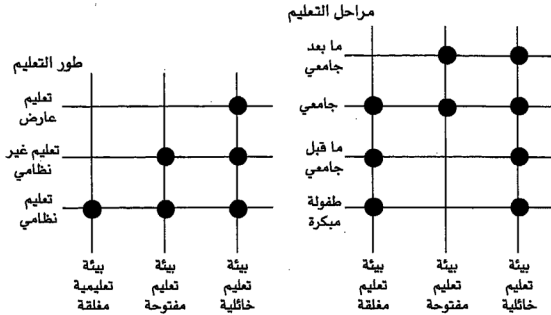 مراحل التعليم
ما بعد
جامعي
جامعي
ما قبل
جامعي
طفولة
مبكرة
بيئة
تعليم
مغلقة
بيئة
تعليم
مفتوحة
بيئة
تعليم
خائلية
طور التعليم
تعليم
عارض
تعليم غير
نظامي
تعليم
نظامي
بيئة
تعليمية
مغلقة
بيئة
تعليم
مفتوحة
بيئة
تعليم
خائلية